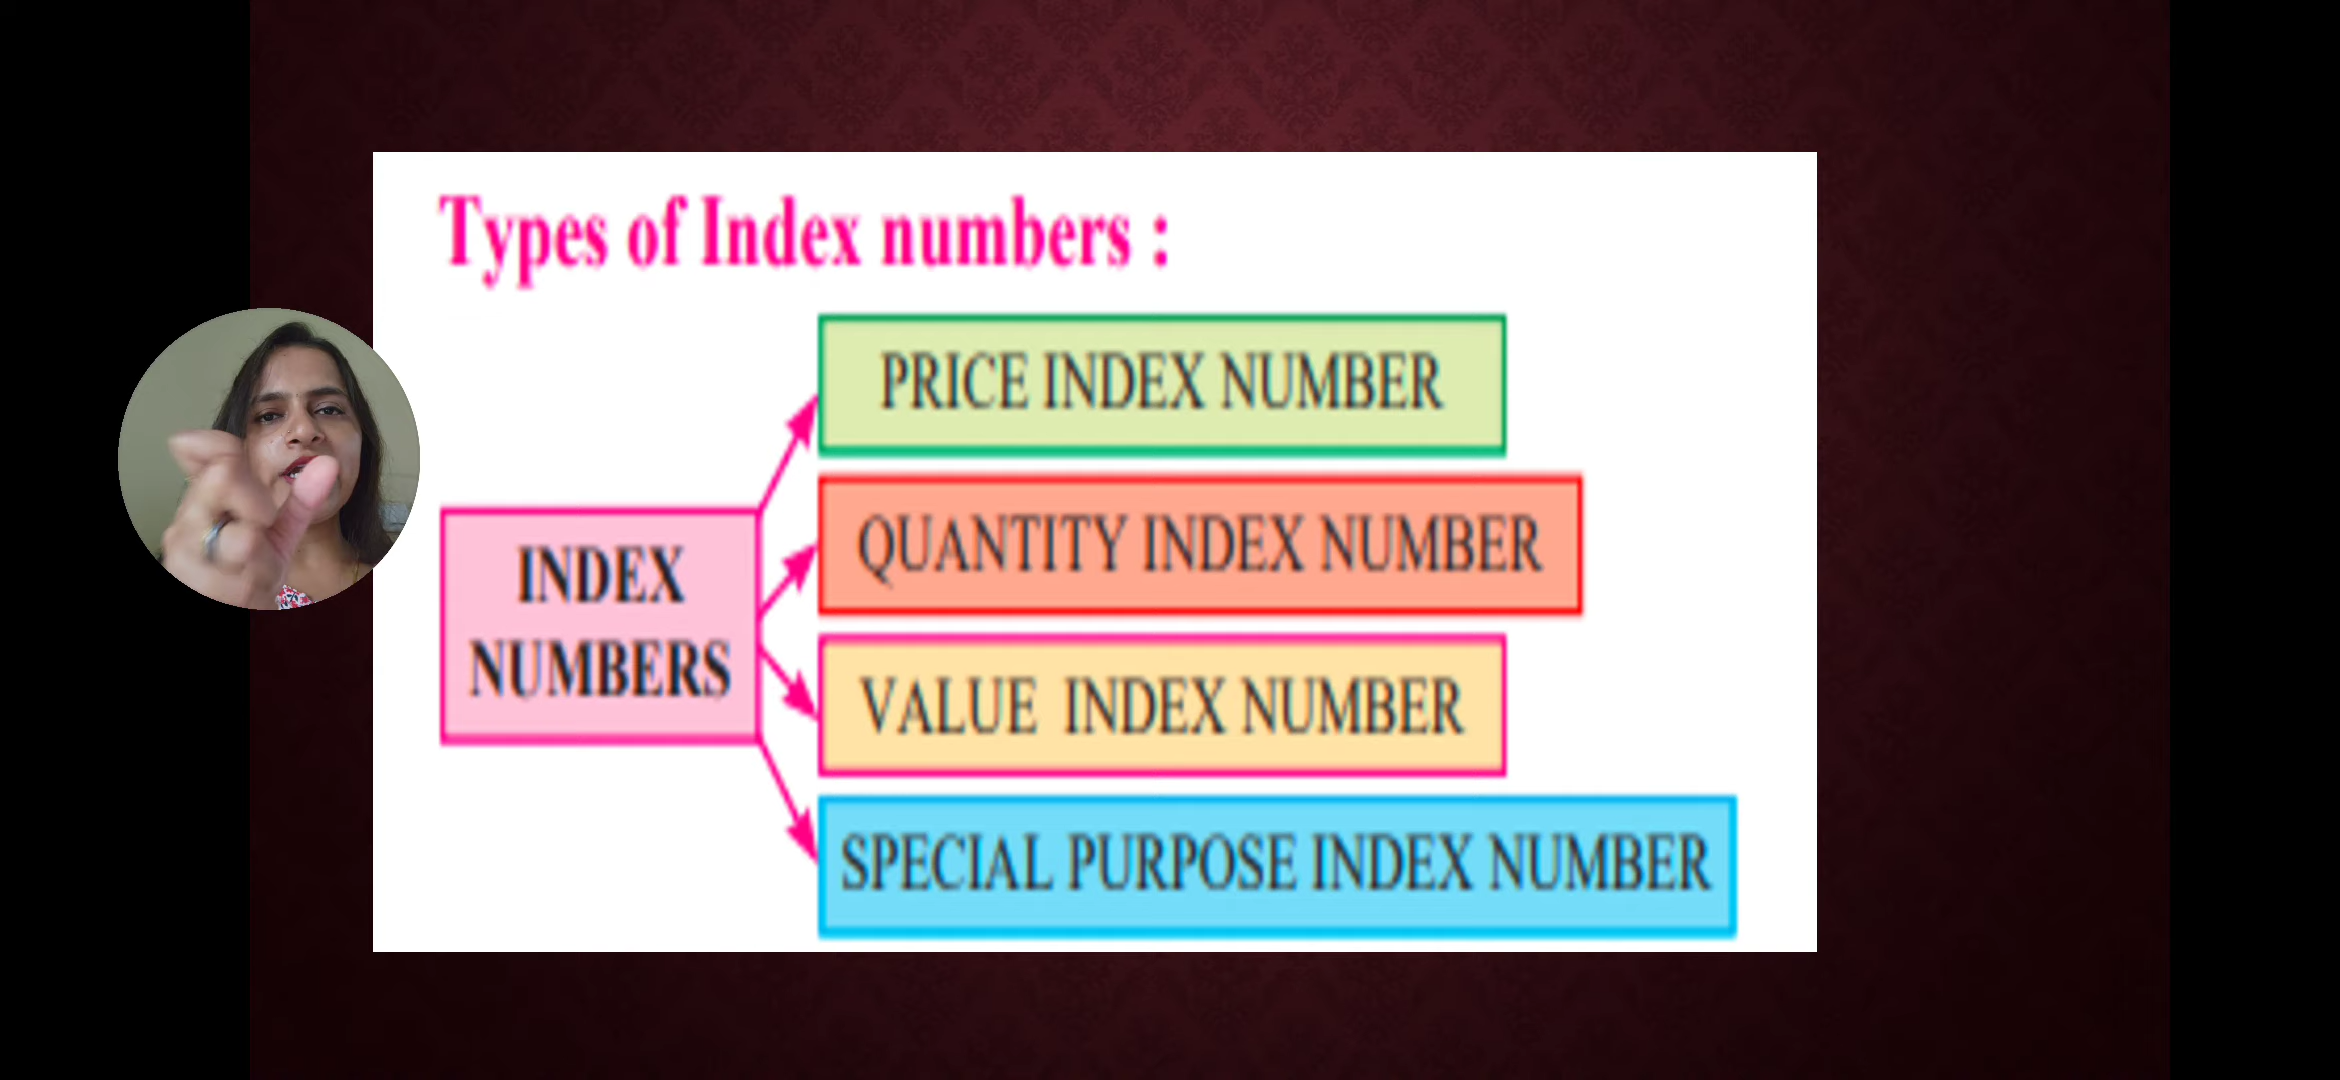 Types of Index numbers :
PRICE INDEX NUMBER
QUANTITY INDEX NUMBER
INDEX
NUMBERS
VALUE INDEX NUMBER
SPECIAL PURPOSE INDEX NUMBER